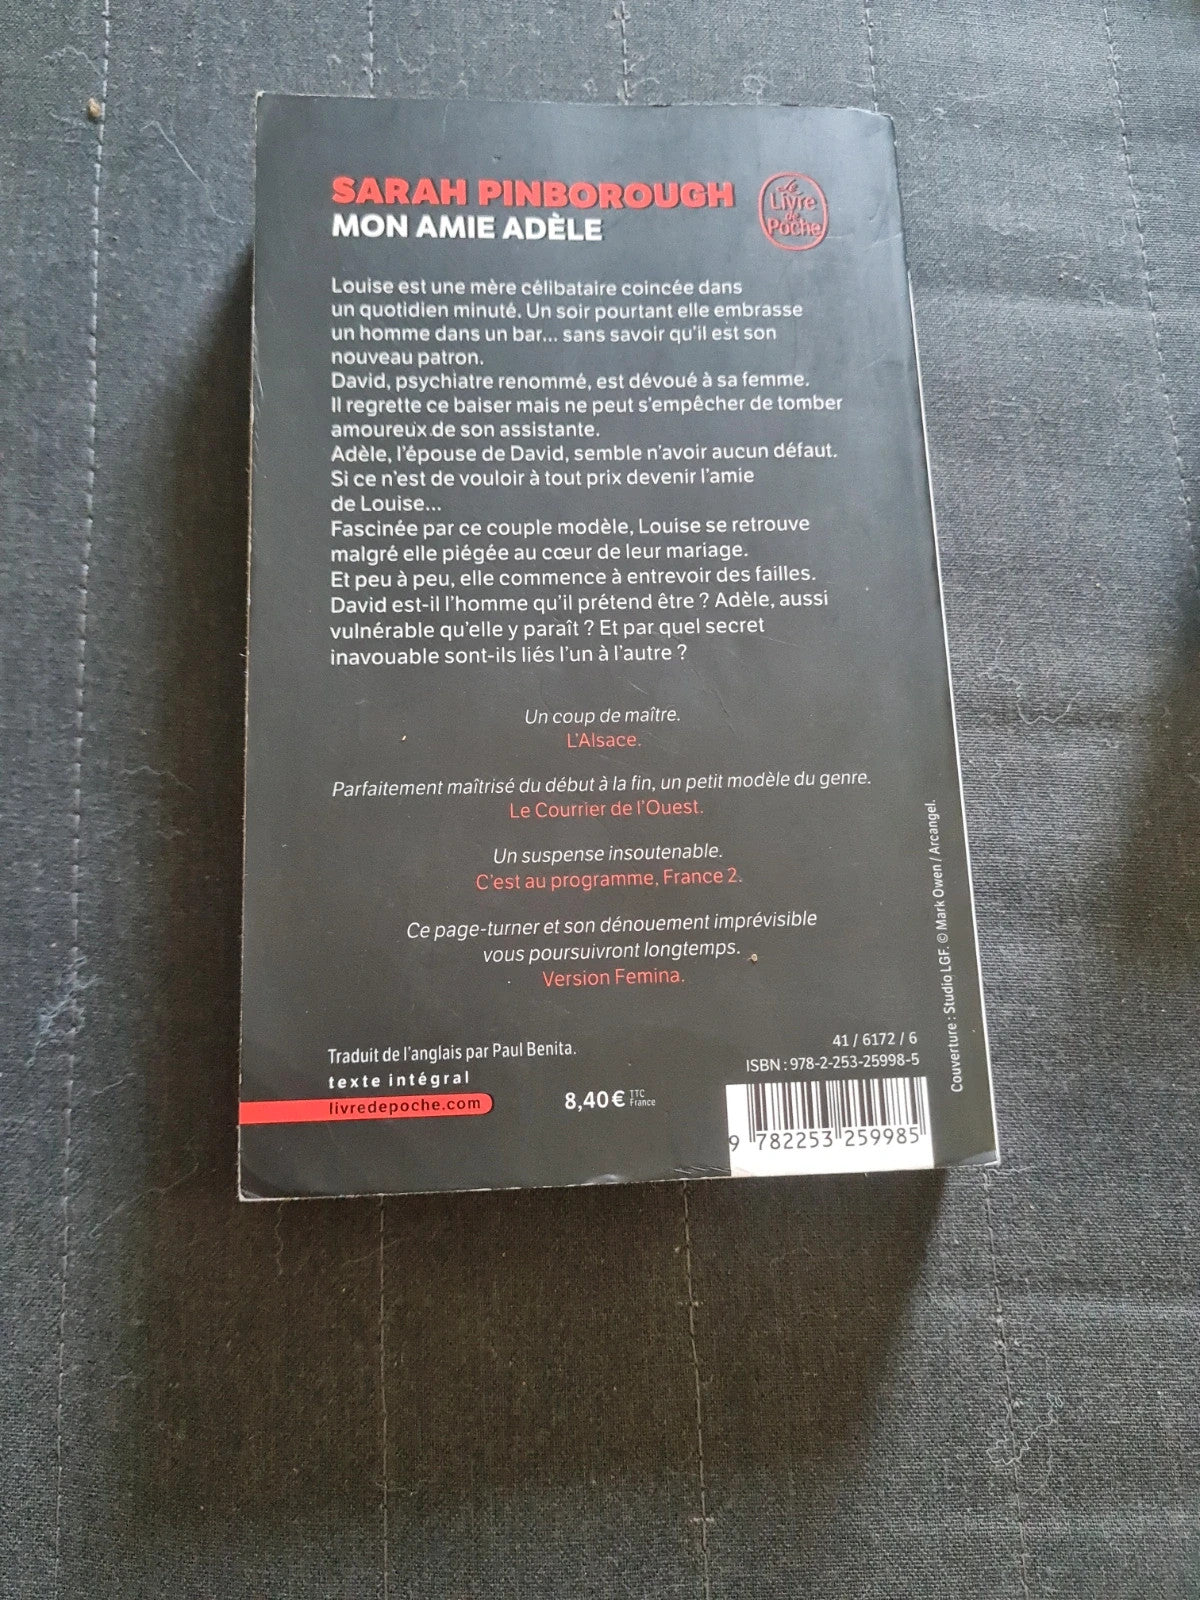 SARAH PINBOROUGH
MON AMIE ADÈLE
Le
Livre
de
Poche
Louise est une mère célibataire coincée dans
un quotidien minuté. Un soir pourtant elle embrasse
un homme dans un bar... sans savoir qu'il est son
nouveau patron.
David, psychiatre renommé, est dévoué à sa femme.
Il regrette ce baiser mais ne peut s'empêcher de tomber
amoureux de son assistante.
Adèle, l'épouse de David, semble n'avoir aucun défaut.
Si ce n'est de vouloir à tout prix devenir l'amie
de Louise...
Fascinée par ce couple modèle, Louise se retrouve
malgré elle piégée au cœur de leur mariage.
Et peu à peu, elle commence à entrevoir des failles.
David est-il l'homme qu'il prétend être ? Adèle, aussi
vulnérable qu'elle y paraît ? Et par quel secret
inavouable sont-ils liés l'un à l'autre ?
Un coup de maître.
L'Alsace.
Parfaitement maîtrisé du début à la fin, un petit modèle du genre.
Le Courrier de l'Ouest.
Un suspense insoutenable.
C'est au programme, France 2.
Ce page-turner et son dénouement imprévisible
vous poursuivront longtemps.
Version Femina.
Couverture : Studio LGF. © Mark Owen / Arcangel.
Traduit de l'anglais par Paul Benita.
texte intégral
livredepoche.com
8,40 € TTC
France
41 / 6172 / 6
ISBN : 978-2-253-25998-5
9 782253 259985